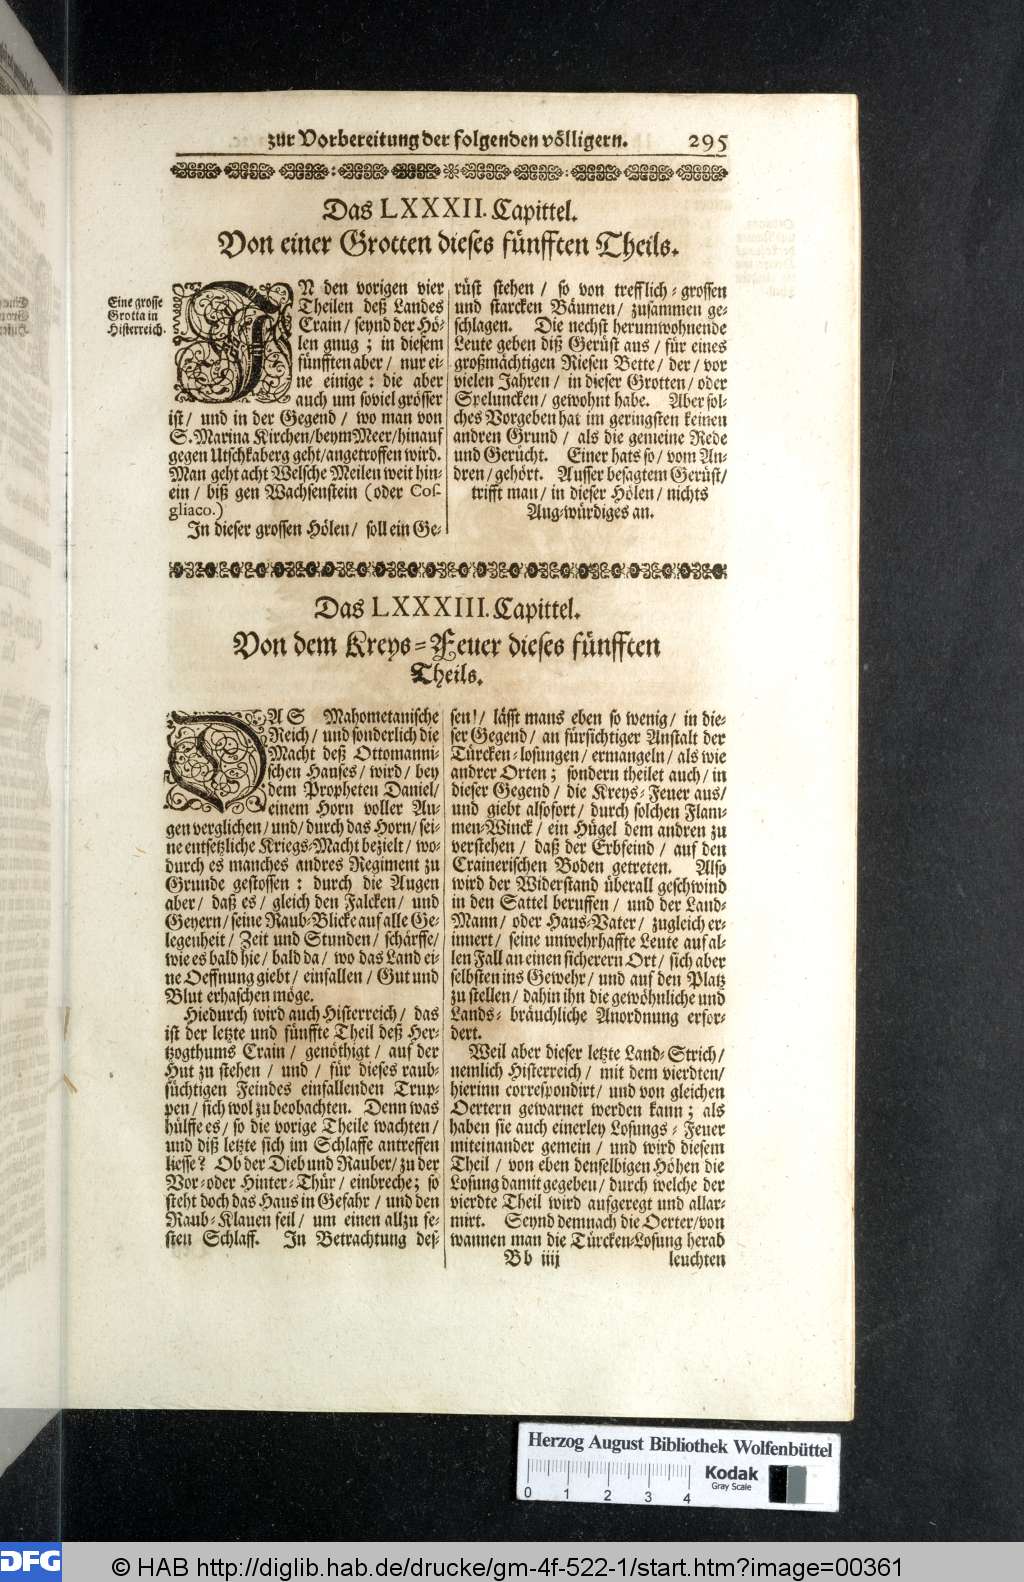 zur Vorbereitung der folgenden völligern. 295
Das LXXXII. Capittel.
Von einer Grotten dieses fünfften Theils.
Eine grosse
Grotta in
Histerreich.
IN den vorigen vier
Theilen deß Landes
Crain / seynd der Hö-
len gnug ; in diesem
fünfften aber / nur ei-
ne einige : die aber
auch um soviel grösser
ist / und in der Gegend / wo man von
S. Marina Kirchen / beym Meer / hinauf
gegen Utschkaberg geht / angetroffen wird.
Man geht acht Welsche Meilen weit hin-
ein / biß gen Wachsenstein (oder Cos-
gliaco.)
In dieser grossen Hölen / soll ein Ge-
rüst stehen / so von trefflich-grossen
und starcken Bäumen / zusammen ge-
schlagen. Die nechst herumwohnende
Leute geben diß Gerüst aus / für eines
großmächtigen Riesen Bette / der / vor
vielen Jahren / in dieser Grotten / oder
Speluncken / gewohnt habe. Aber sol-
ches Vorgeben hat im geringsten keinen
andren Grund / als die gemeine Rede
und Gerücht. Einer hats so / vom An-
dren / gehört. Ausser besagtem Gerüst /
trifft man / in dieser Hölen / nichts
Aug-würdiges an.
Das LXXXIII. Capittel.
Von dem Kreys-Feuer dieses fünfften
Theils.
DAS Mahometanische
Reich / und sonderlich die
Macht deß Ottomanni-
schen Hauses / wird / bey
dem Propheten Daniel /
einem Horn voller Au-
gen verglichen / und / durch das Horn / sei-
ne entsetzliche Kriegs-Macht bezielt / wo-
durch es manches andres Regiment zu
Grunde gestossen : durch die Augen
aber / daß es / gleich den Falcken / und
Geyern / seine Raub-Blicke auf alle Ge-
legenheit / Zeit und Stunden / schärffe /
wie es bald hie / bald da / wo das Land ei-
ne Oeffnung giebt / einfallen / Gut und
Blut erhaschen möge.
Hiedurch wird auch Histerreich / das
ist der letzte und fünffte Theil deß Her-
tzogthums Crain / genöthigt / auf der
Hut zu stehen / und / für dieses raub-
süchtigen Feindes einfallenden Trup-
pen / sich wol zu beobachten. Denn was
hülffe es / so die vorige Theile wachten /
und diß letzte sich im Schlaffe antreffen
liesse? Ob der Dieb und Rauber / zu der
Vor- oder Hinter-Thür / einbreche ; so
steht doch das Haus in Gefahr / und den
Raub-Klauen feil / um einen allzu fe-
sten Schlaff. In Betrachtung des-
sen / läfft mans eben so wenig / in die-
ser Gegend / an fürsichtiger Anstalt der
Türcken-losungen / ermangeln / als wie
andrer Orten ; sondern theilet auch / in
dieser Gegend / die Kreys-Feuer aus /
und giebt alsofort / durch solchen Flam-
men-Winck / ein Hügel dem andren zu
verstehen / daß der Erbfeind / auf den
Crainerischen Boden getreten. Also
wird der Widerstand überall geschwind
in den Sattel beruffen / und der Land-
Mann / oder Haus-Vater / zugleich er-
innert / seine unwehrhaffte Leute auf al-
len Fall an einen sicherern Ort / sich aber
selbsten ins Gewehr / und auf den Platz
zu stellen / dahin ihn die gewöhnliche und
Lands-bräuchliche Anordnung erfor-
dert.
Weil aber dieser letzte Land-Strich /
nemlich Histerreich / mit dem vierdten /
hierinn correspondirt / und von gleichen
Oertern gewarnet werden kann ; als
haben sie auch einerley Losungs-Feuer
miteinander gemein / und wird diesem
Theil / von eben denselbigen Höhen die
Losung damit gegeben / durch welche der
vierdte Theil wird aufgeregt und allar-
mirt. Seynd demnach die Oerter / von
wannen man die Türcken-Losung herab
Bb iiij leuchten
Herzog August Bibliothek Wolfenbüttel
Kodak
Gray Scale
0 1 2 3 4
DFG © HAB http://diglib.hab.de/drucke/gm-4f-522-1/start.htm?image=00361